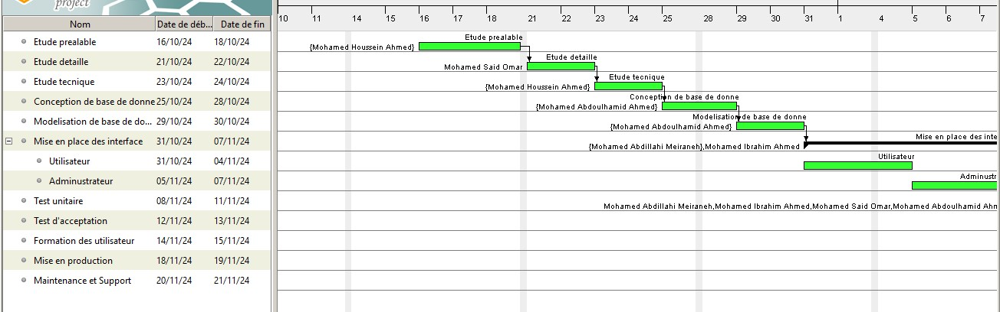 project
Nom Date de déb... Date de fin
Etude prealable 16/10/24 18/10/24
Etude detaille 21/10/24 22/10/24
Etude tecnique 23/10/24 24/10/24
Conception de base de donne 25/10/24 28/10/24
Modelisation de base de do... 29/10/24 30/10/24
Mise en place des interface 31/10/24 07/11/24
Utilisateur 31/10/24 04/11/24
Adminustrateur 05/11/24 07/11/24
Test unitaire 08/11/24 11/11/24
Test d'acceptation 12/11/24 13/11/24
Formation des utilisateur 14/11/24 15/11/24
Mise en production 18/11/24 19/11/24
Maintenance et Support 20/11/24 21/11/24
10 11 14 15 16 17 18 21 22 23 24 25 28 29 30 31 1 4 5 6 7
Etude prealable
{Mohamed Houssein Ahmed}
Etude detaille
Mohamed Said Omar
Etude tecnique
{Mohamed Houssein Ahmed}
Conception de base de donne
{Mohamed Abdoulhamid Ahmed}
Modelisation de base de donne
{Mohamed Abdoulhamid Ahmed}
Mise en place des inte
{Mohamed Abdillahi Meiraneh},Mohamed Ibrahim Ahmed
Utilisateur
Adminustr
Mohamed Abdillahi Meiraneh,Mohamed Ibrahim Ahmed,Mohamed Said Omar,Mohamed Abdoulhamid Ahm